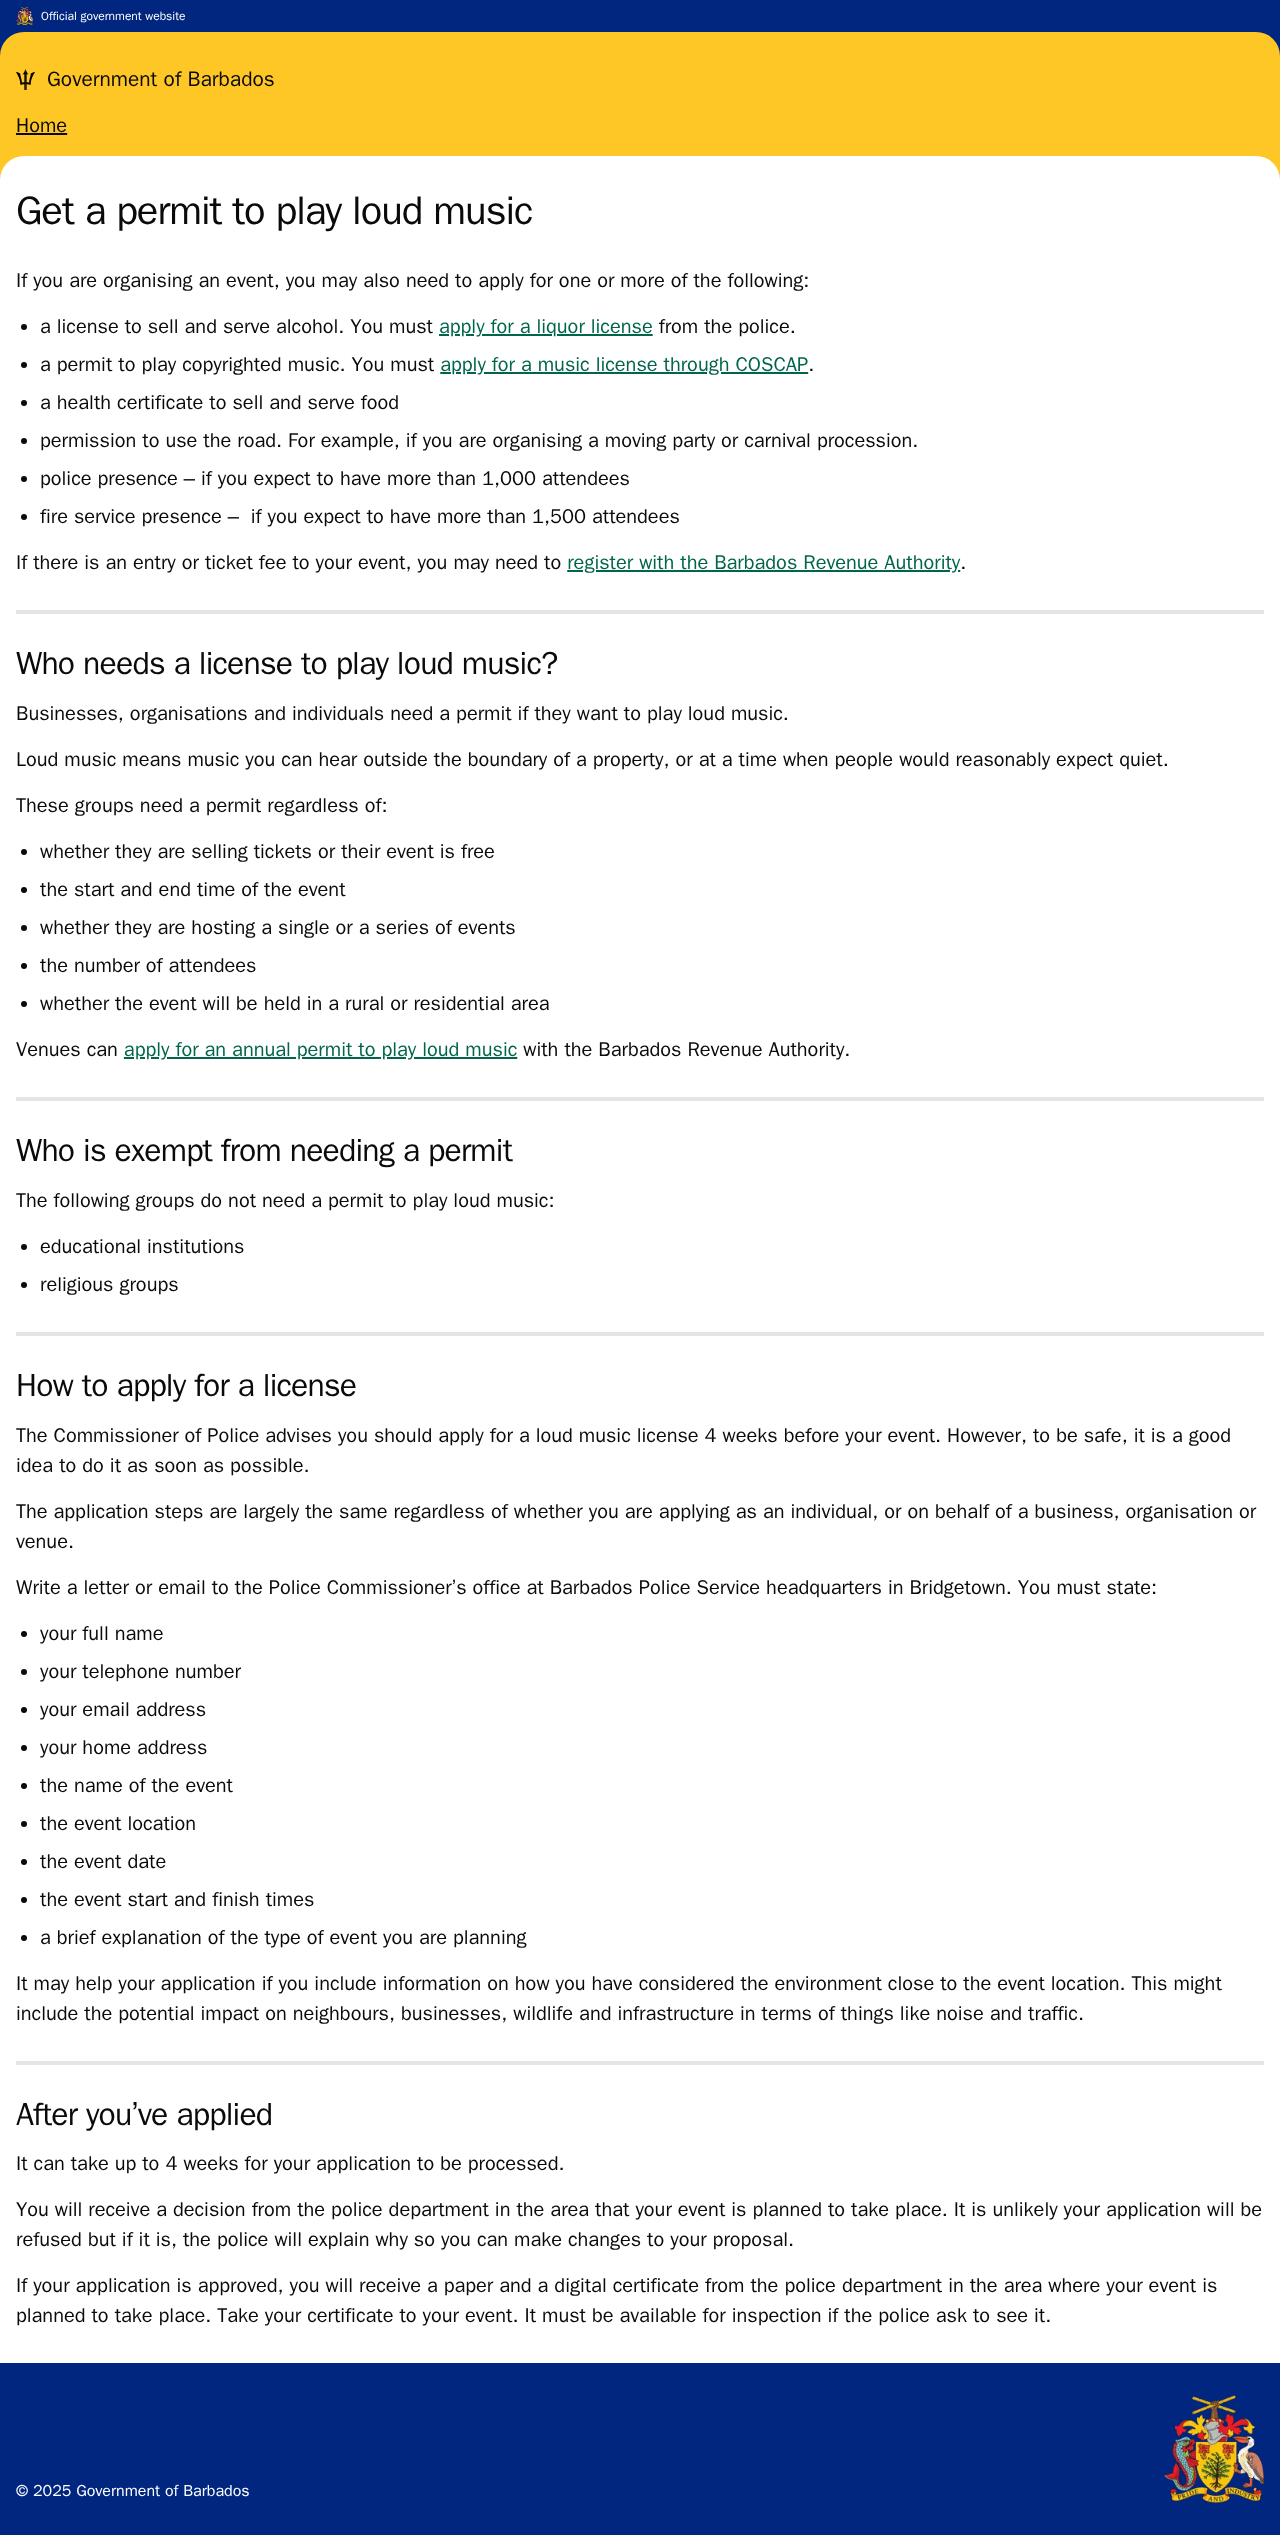 Official government website
Government of Barbados
Home
Get a permit to play loud music
If you are organising an event, you may also need to apply for one or more of the following:
• a license to sell and serve alcohol. You must apply for a liquor license from the police.
• a permit to play copyrighted music. You must apply for a music license through COSCAP.
• a health certificate to sell and serve food
• permission to use the road. For example, if you are organising a moving party or carnival procession.
• police presence – if you expect to have more than 1,000 attendees
• fire service presence –  if you expect to have more than 1,500 attendees
If there is an entry or ticket fee to your event, you may need to register with the Barbados Revenue Authority.
Who needs a license to play loud music?
Businesses, organisations and individuals need a permit if they want to play loud music.
Loud music means music you can hear outside the boundary of a property, or at a time when people would reasonably expect quiet.
These groups need a permit regardless of:
• whether they are selling tickets or their event is free
• the start and end time of the event
• whether they are hosting a single or a series of events
• the number of attendees
• whether the event will be held in a rural or residential area
Venues can apply for an annual permit to play loud music with the Barbados Revenue Authority.
Who is exempt from needing a permit
The following groups do not need a permit to play loud music:
• educational institutions
• religious groups
How to apply for a license
The Commissioner of Police advises you should apply for a loud music license 4 weeks before your event. However, to be safe, it is a good
idea to do it as soon as possible.
The application steps are largely the same regardless of whether you are applying as an individual, or on behalf of a business, organisation or
venue.
Write a letter or email to the Police Commissioner’s office at Barbados Police Service headquarters in Bridgetown. You must state:
• your full name
• your telephone number
• your email address
• your home address
• the name of the event
• the event location
• the event date
• the event start and finish times
• a brief explanation of the type of event you are planning
It may help your application if you include information on how you have considered the environment close to the event location. This might
include the potential impact on neighbours, businesses, wildlife and infrastructure in terms of things like noise and traffic.
After you’ve applied
It can take up to 4 weeks for your application to be processed.
You will receive a decision from the police department in the area that your event is planned to take place. It is unlikely your application will be
refused but if it is, the police will explain why so you can make changes to your proposal.
If your application is approved, you will receive a paper and a digital certificate from the police department in the area where your event is
planned to take place. Take your certificate to your event. It must be available for inspection if the police ask to see it.
PRIDE AND INDUSTRY
© 2025 Government of Barbados